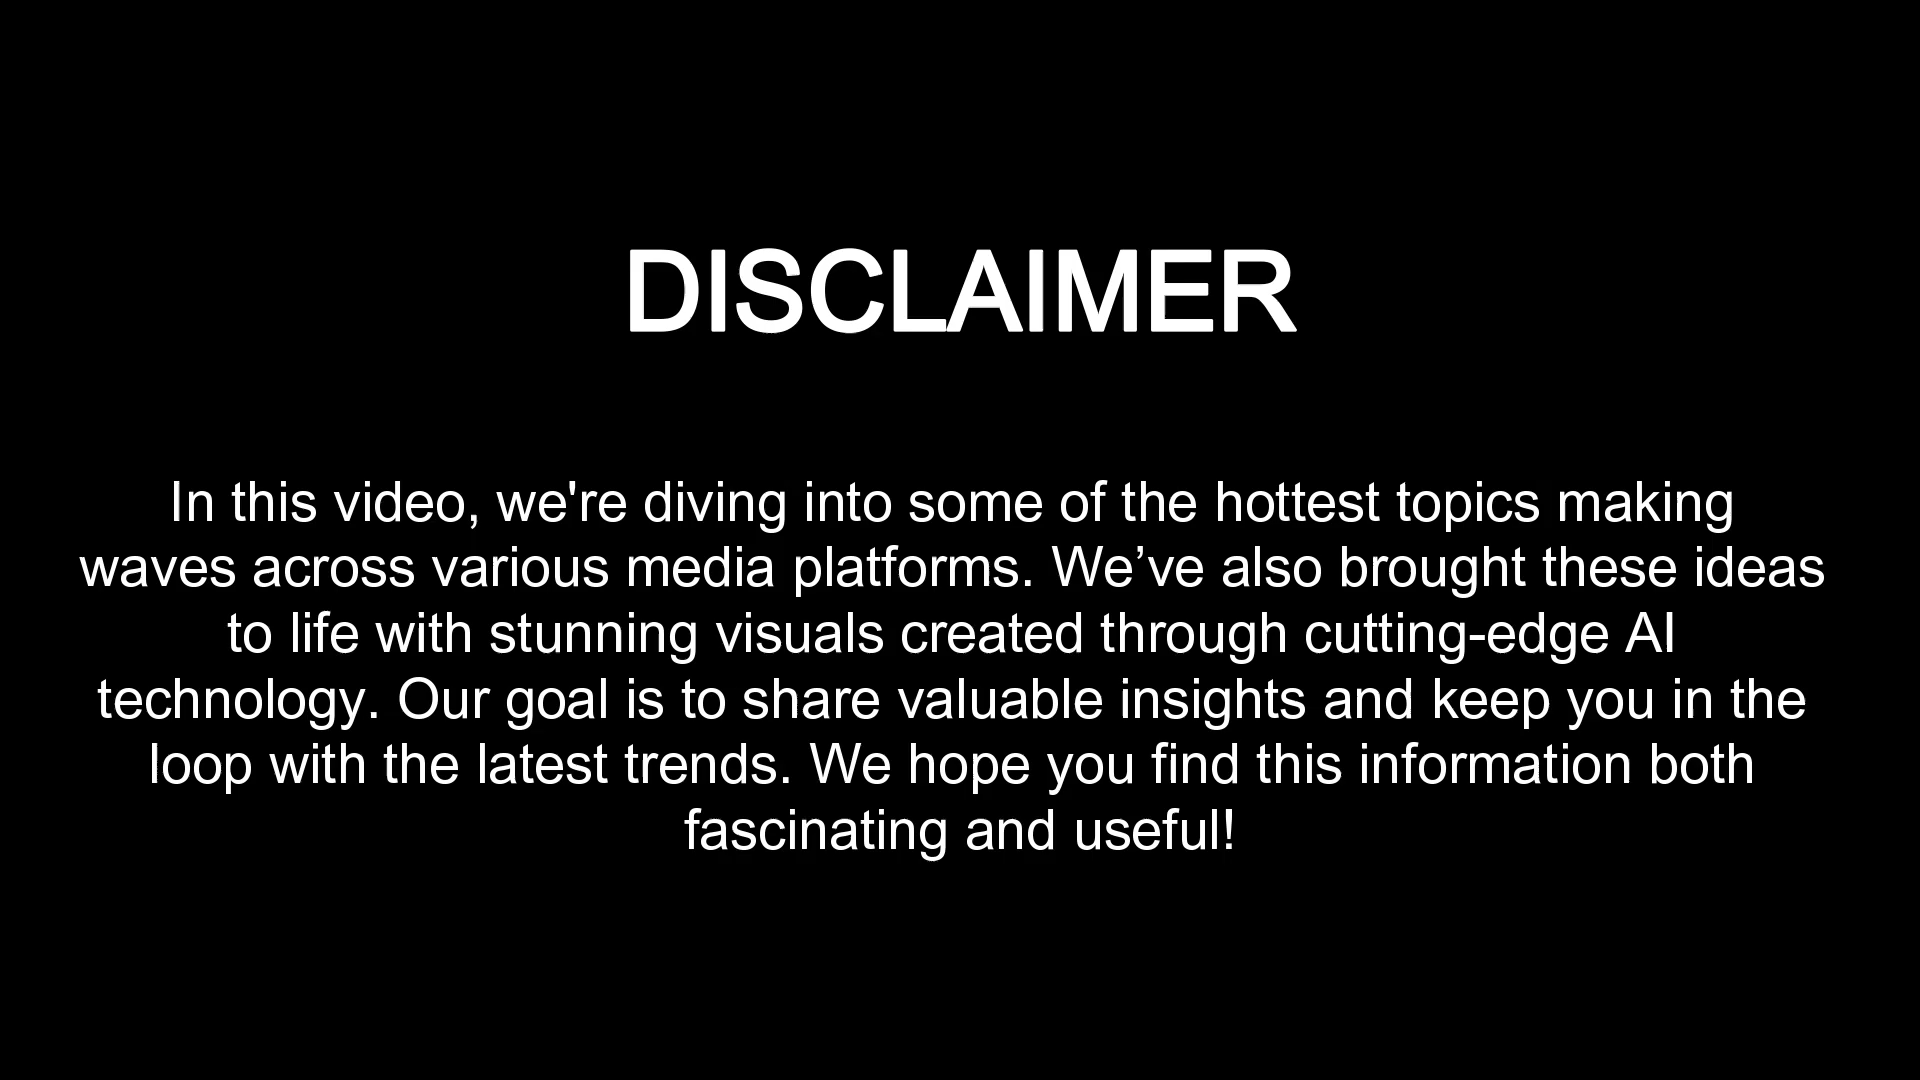 DISCLAIMER
In this video, we're diving into some of the hottest topics making
waves across various media platforms. We’ve also brought these ideas
to life with stunning visuals created through cutting-edge AI
technology. Our goal is to share valuable insights and keep you in the
loop with the latest trends. We hope you find this information both
fascinating and useful!